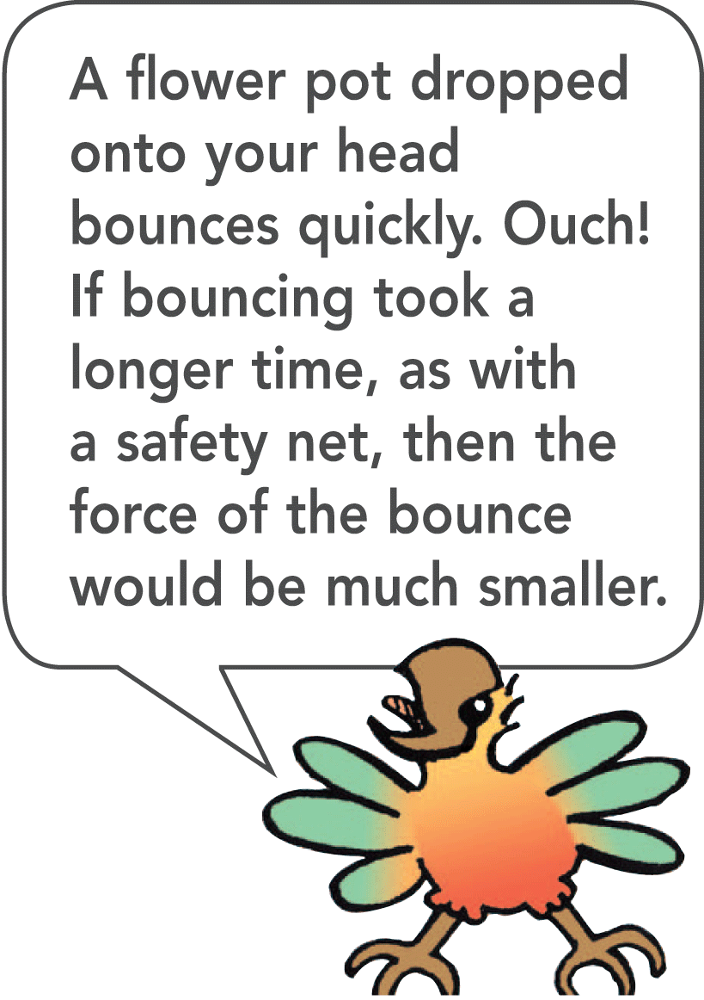 A flower pot dropped
onto your head
bounces quickly. Ouch!
If bouncing took a
longer time, as with
a safety net, then the
force of the bounce
would be much smaller.